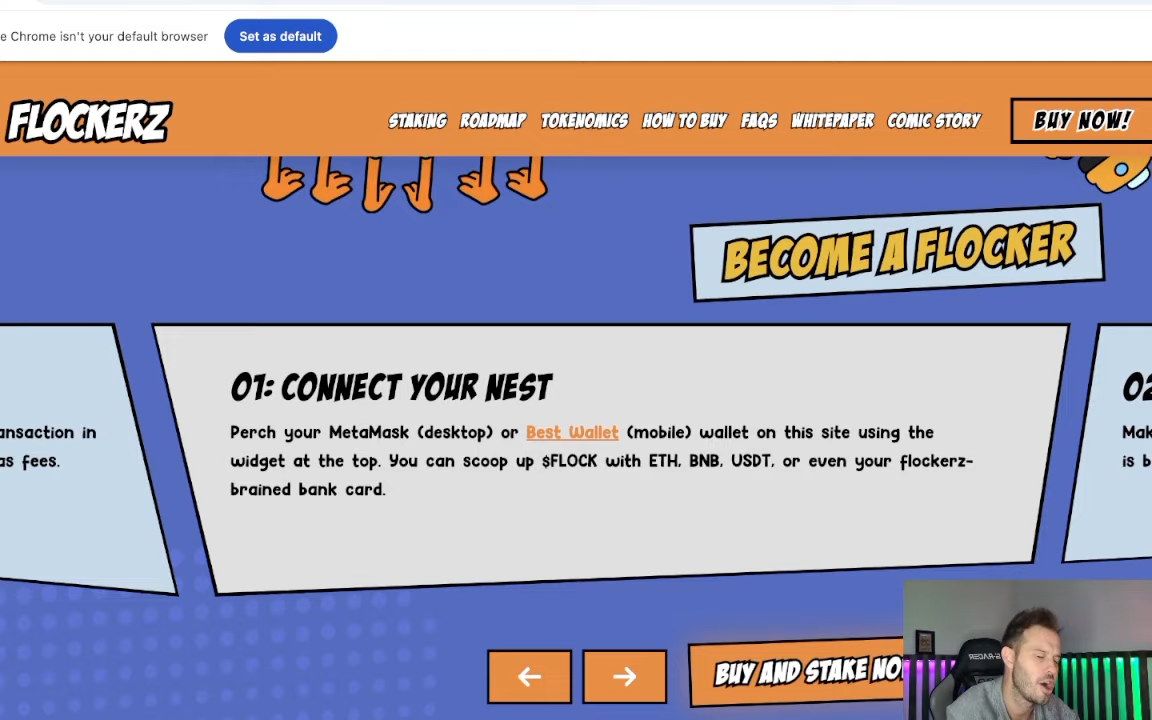 e Chrome isn't your default browser
Set as default
FLOCKERZ
STAKING ROADMAP TOKENOMICS HOW TO BUY FAQS WHITEPAPER COMIC STORY
BUY NOW!
BECOME A FLOCKER
ansaction in
as fees.
01: CONNECT YOUR NEST
Perch your MetaMask (desktop) or Best Wallet (mobile) wallet on this site using the
widget at the top. You can scoop up $FLOCK with ETH, BNB, USDT, or even your flockerz-
brained bank card.
02
Mak
is b
BUY AND STAKE NO